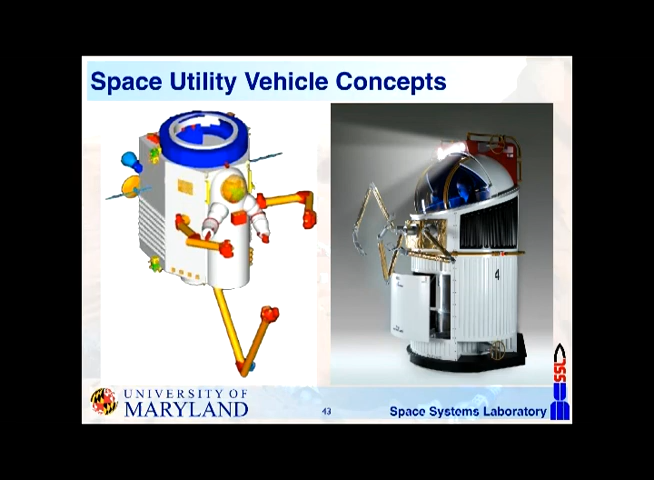 Space Utility Vehicle Concepts
4
UNIVERSITY OF
MARYLAND
43
Space Systems Laboratory
SSL